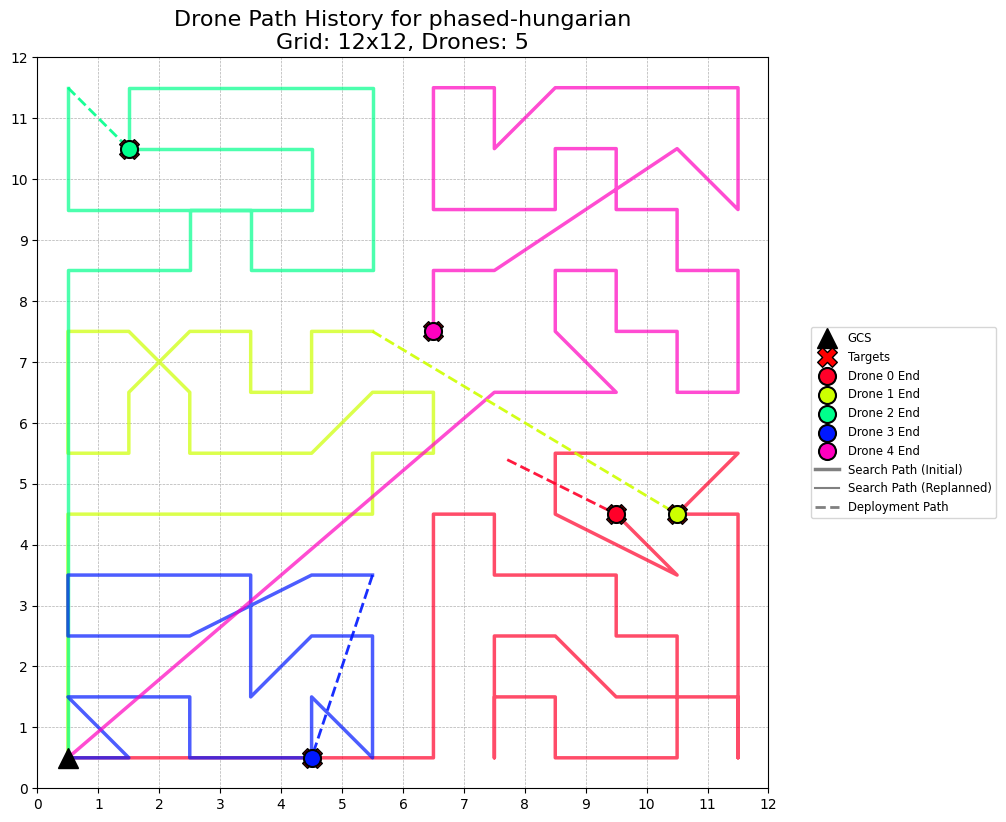 Drone Path History for phased-hungarian
Grid: 12x12, Drones: 5
12
11
10
9
8
7
6
5
4
3
2
1
0
0 1 2 3 4 5 6 7 8 9 10 11 12
GCS
Targets
Drone 0 End
Drone 1 End
Drone 2 End
Drone 3 End
Drone 4 End
Search Path (Initial)
Search Path (Replanned)
Deployment Path